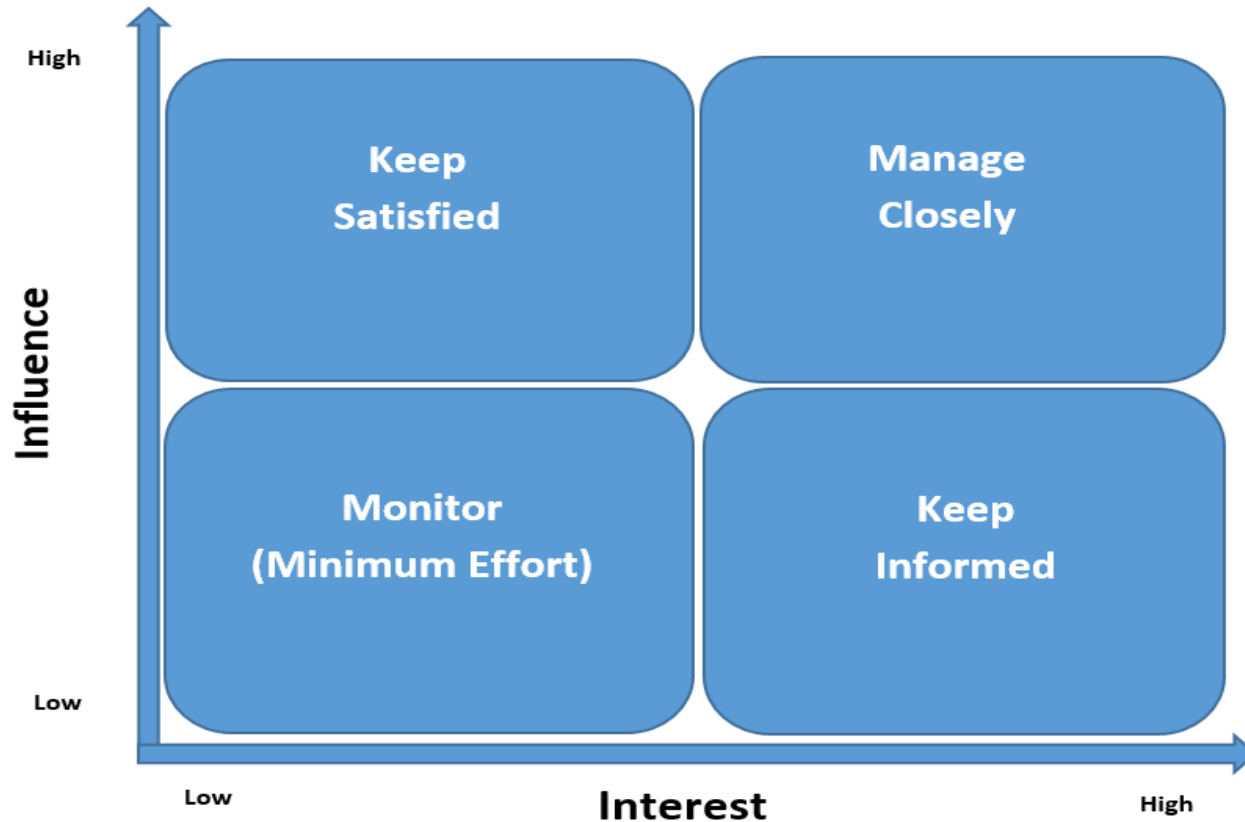 High
Keep
Satisfied
Manage
Closely
Influence
Monitor
(Minimum Effort)
Keep
Informed
Low
Low
Interest
High